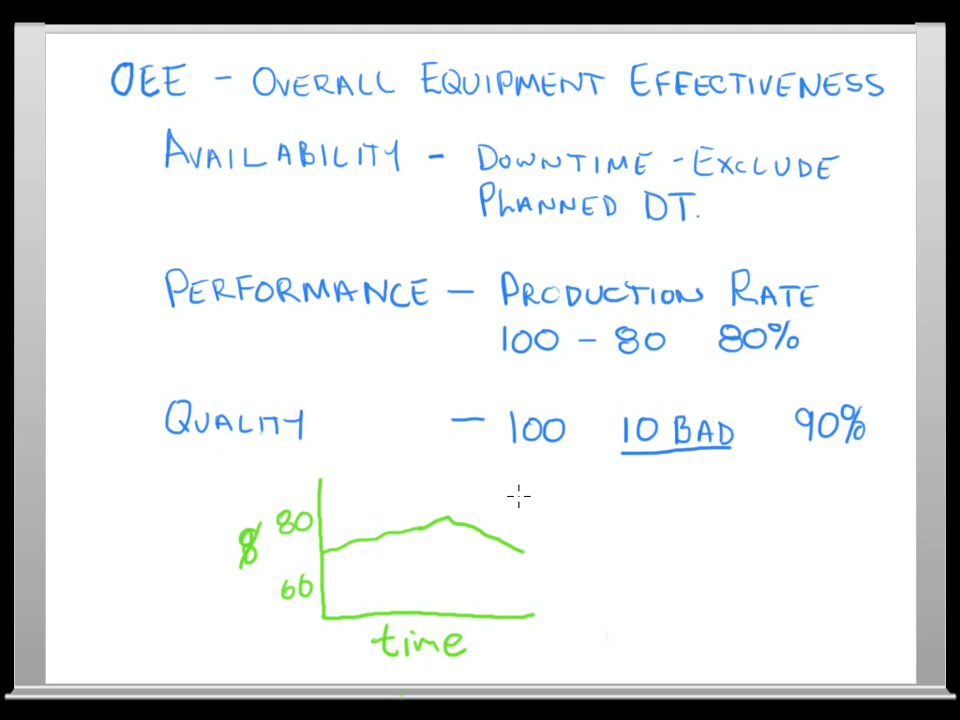 OEE - OVERALL EQUIPMENT EFFECTIVENESS
AVAILABILITY - DOWNTIME - EXCLUDE
PLANNED DT.
PERFORMANCE - PRODUCTION RATE
100 - 80 80%
QUALITY - 100 10 BAD 90%
80
60
time